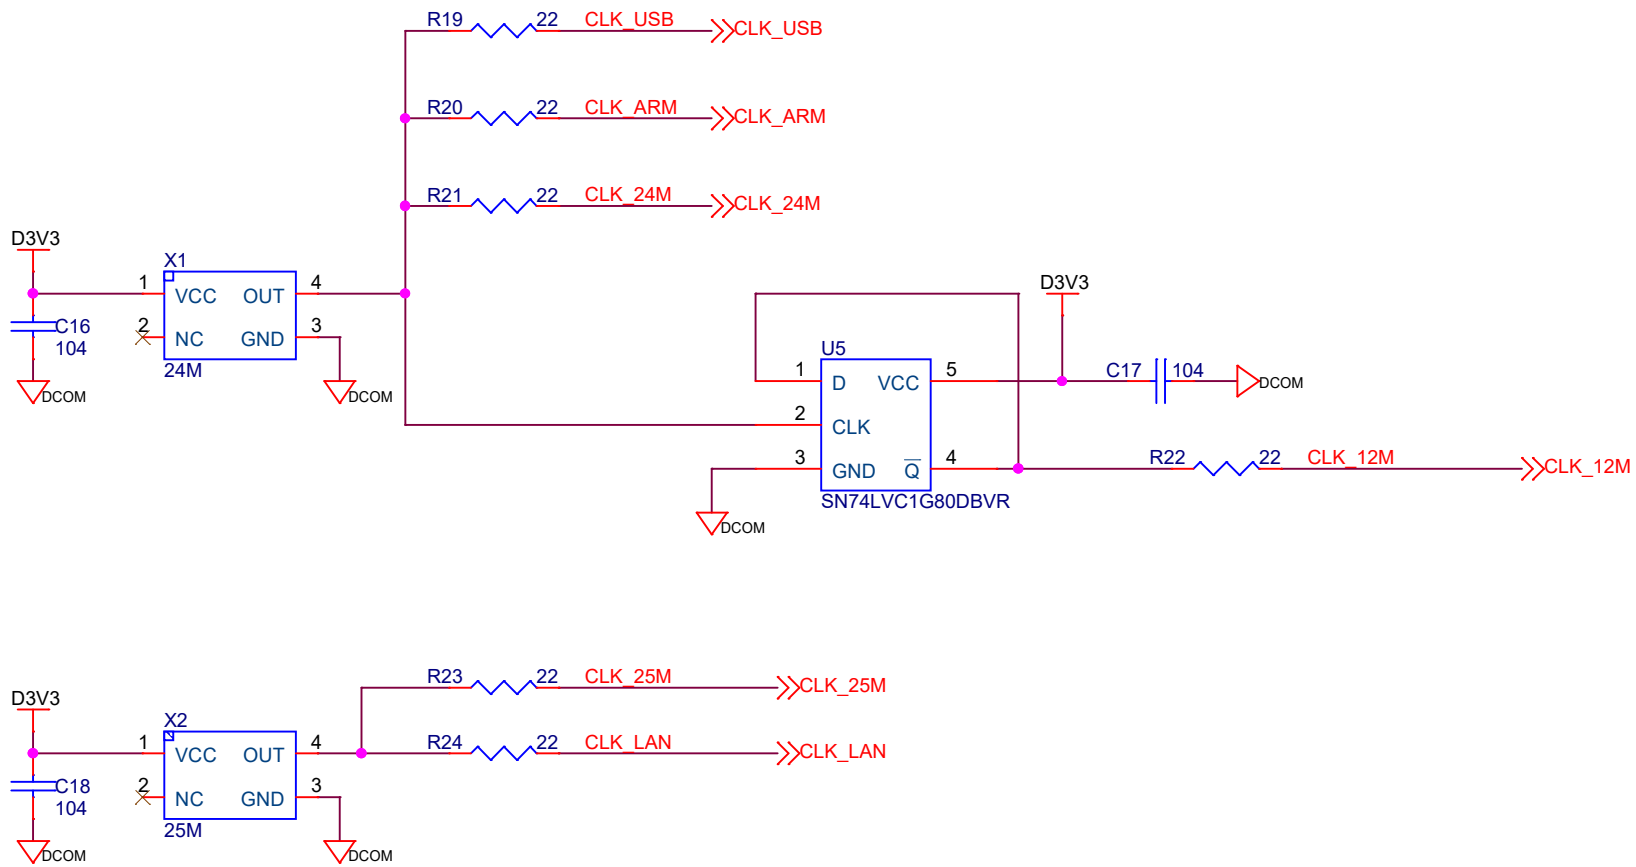 R19 22 CLK_USB CLK_USB
R20 22 CLK_ARM CLK_ARM
R21 22 CLK_24M CLK_24M
D3V3
X1
1 VCC OUT 4
2 NC GND 3
C16
104
24M
DCOM
DCOM
D3V3
U5
1 D VCC 5
C17 104
DCOM
2 CLK
3 GND Q 4
R22 22 CLK_12M CLK_12M
SN74LVC1G80DBVR
DCOM
R23 22 CLK_25M CLK_25M
D3V3
X2
1 VCC OUT 4
R24 22 CLK_LAN CLK_LAN
2 NC GND 3
C18
104
25M
DCOM
DCOM